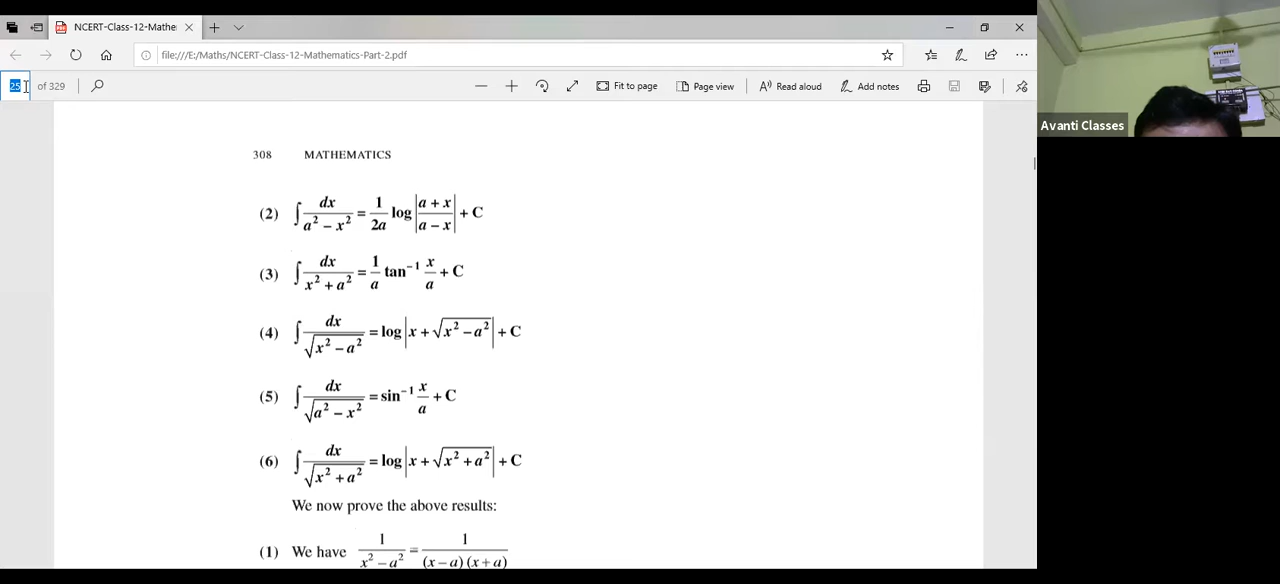 NCERT-Class-12-Mathe
file:///E:/Maths/NCERT-Class-12-Mathematics-Part-2.pdf
25 of 329
Fit to page
Page view
Read aloud
Add notes
Avanti Classes
308 MATHEMATICS
(2) ∫ dx / (a² – x²) = 1/2a log |(a + x)/(a – x)| + C
(3) ∫ dx / (x² + a²) = 1/a tan⁻¹ x/a + C
(4) ∫ dx / √(x² – a²) = log |x + √(x² – a²)| + C
(5) ∫ dx / √(a² – x²) = sin⁻¹ x/a + C
(6) ∫ dx / √(x² + a²) = log |x + √(x² + a²)| + C
We now prove the above results:
(1) We have 1 / (x² – a²) = 1 / (x – a) (x + a)